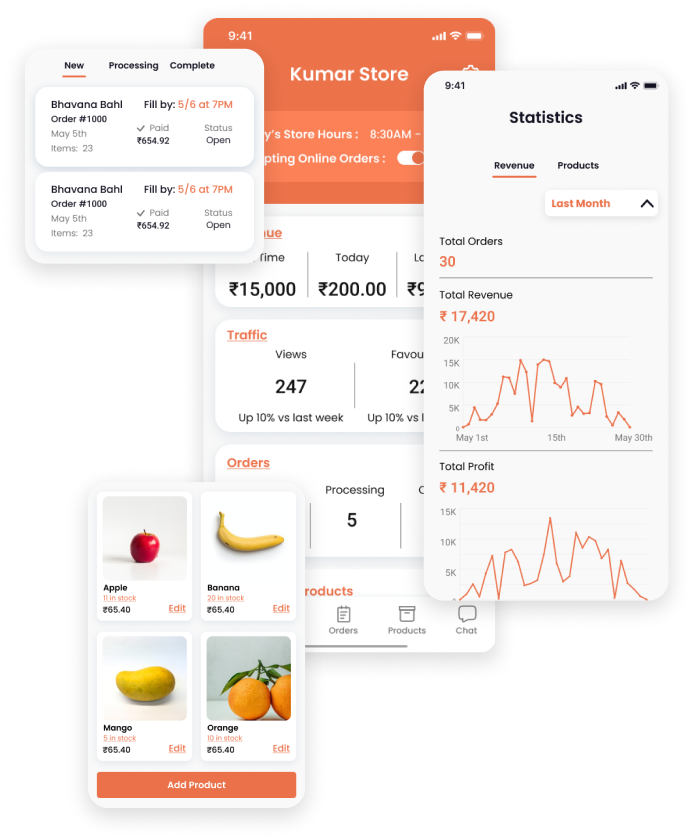 9:41
Kumar Store
y's Store Hours : 8:30AM –
pting Online Orders :
New Processing Complete
Bhavana Bahl Fill by: 5/6 at 7PM
Order #1000
May 5th Paid Status
Items: 23 ₹654.92 Open
Bhavana Bahl Fill by: 5/6 at 7PM
Order #1000
May 5th Paid Status
Items: 23 ₹654.92 Open
ue
Time Today
₹15,000 ₹200.00 ₹9
Traffic
Views Favou
247 22
Up 10% vs last week Up 10% vs l
Orders
Processing
5
roducts
Orders Products Chat
9:41
Statistics
Revenue Products
Last Month
Total Orders
30
Total Revenue
₹ 17,420
20K
15K
10K
5K
0
May 1st 15th May 30th
Total Profit
₹ 11,420
15K
10K
5K
Apple
11 in stock
₹65.40 Edit
Banana
20 in stock
₹65.40 Edit
Mango
5 in stock
₹65.40 Edit
Orange
10 in stock
₹65.40 Edit
Add Product